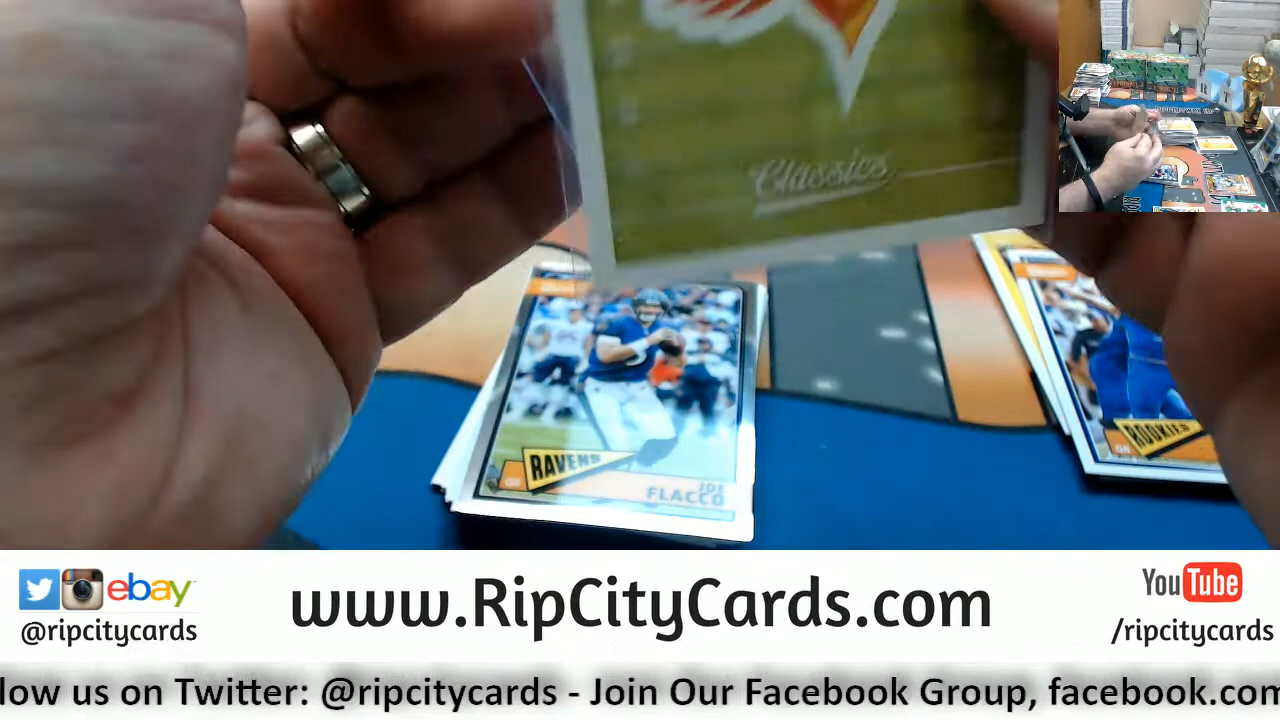 Classics
RAVENS
JOE
FLACCO
ROOKIES
QB
ebay
@ripcitycards
www.RipCityCards.com
YouTube
/ripcitycards
low us on Twitter: @ripcitycards - Join Our Facebook Group, facebook.com